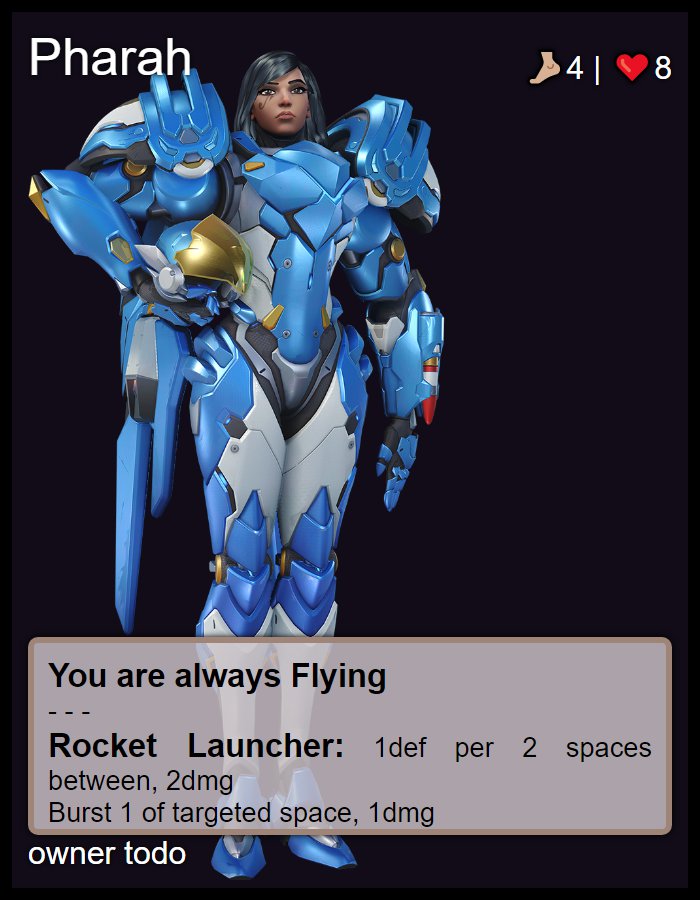 Pharah
🦶4 | ❤️8
You are always Flying
- - -
Rocket Launcher: 1def per 2 spaces
between, 2dmg
Burst 1 of targeted space, 1dmg
owner todo